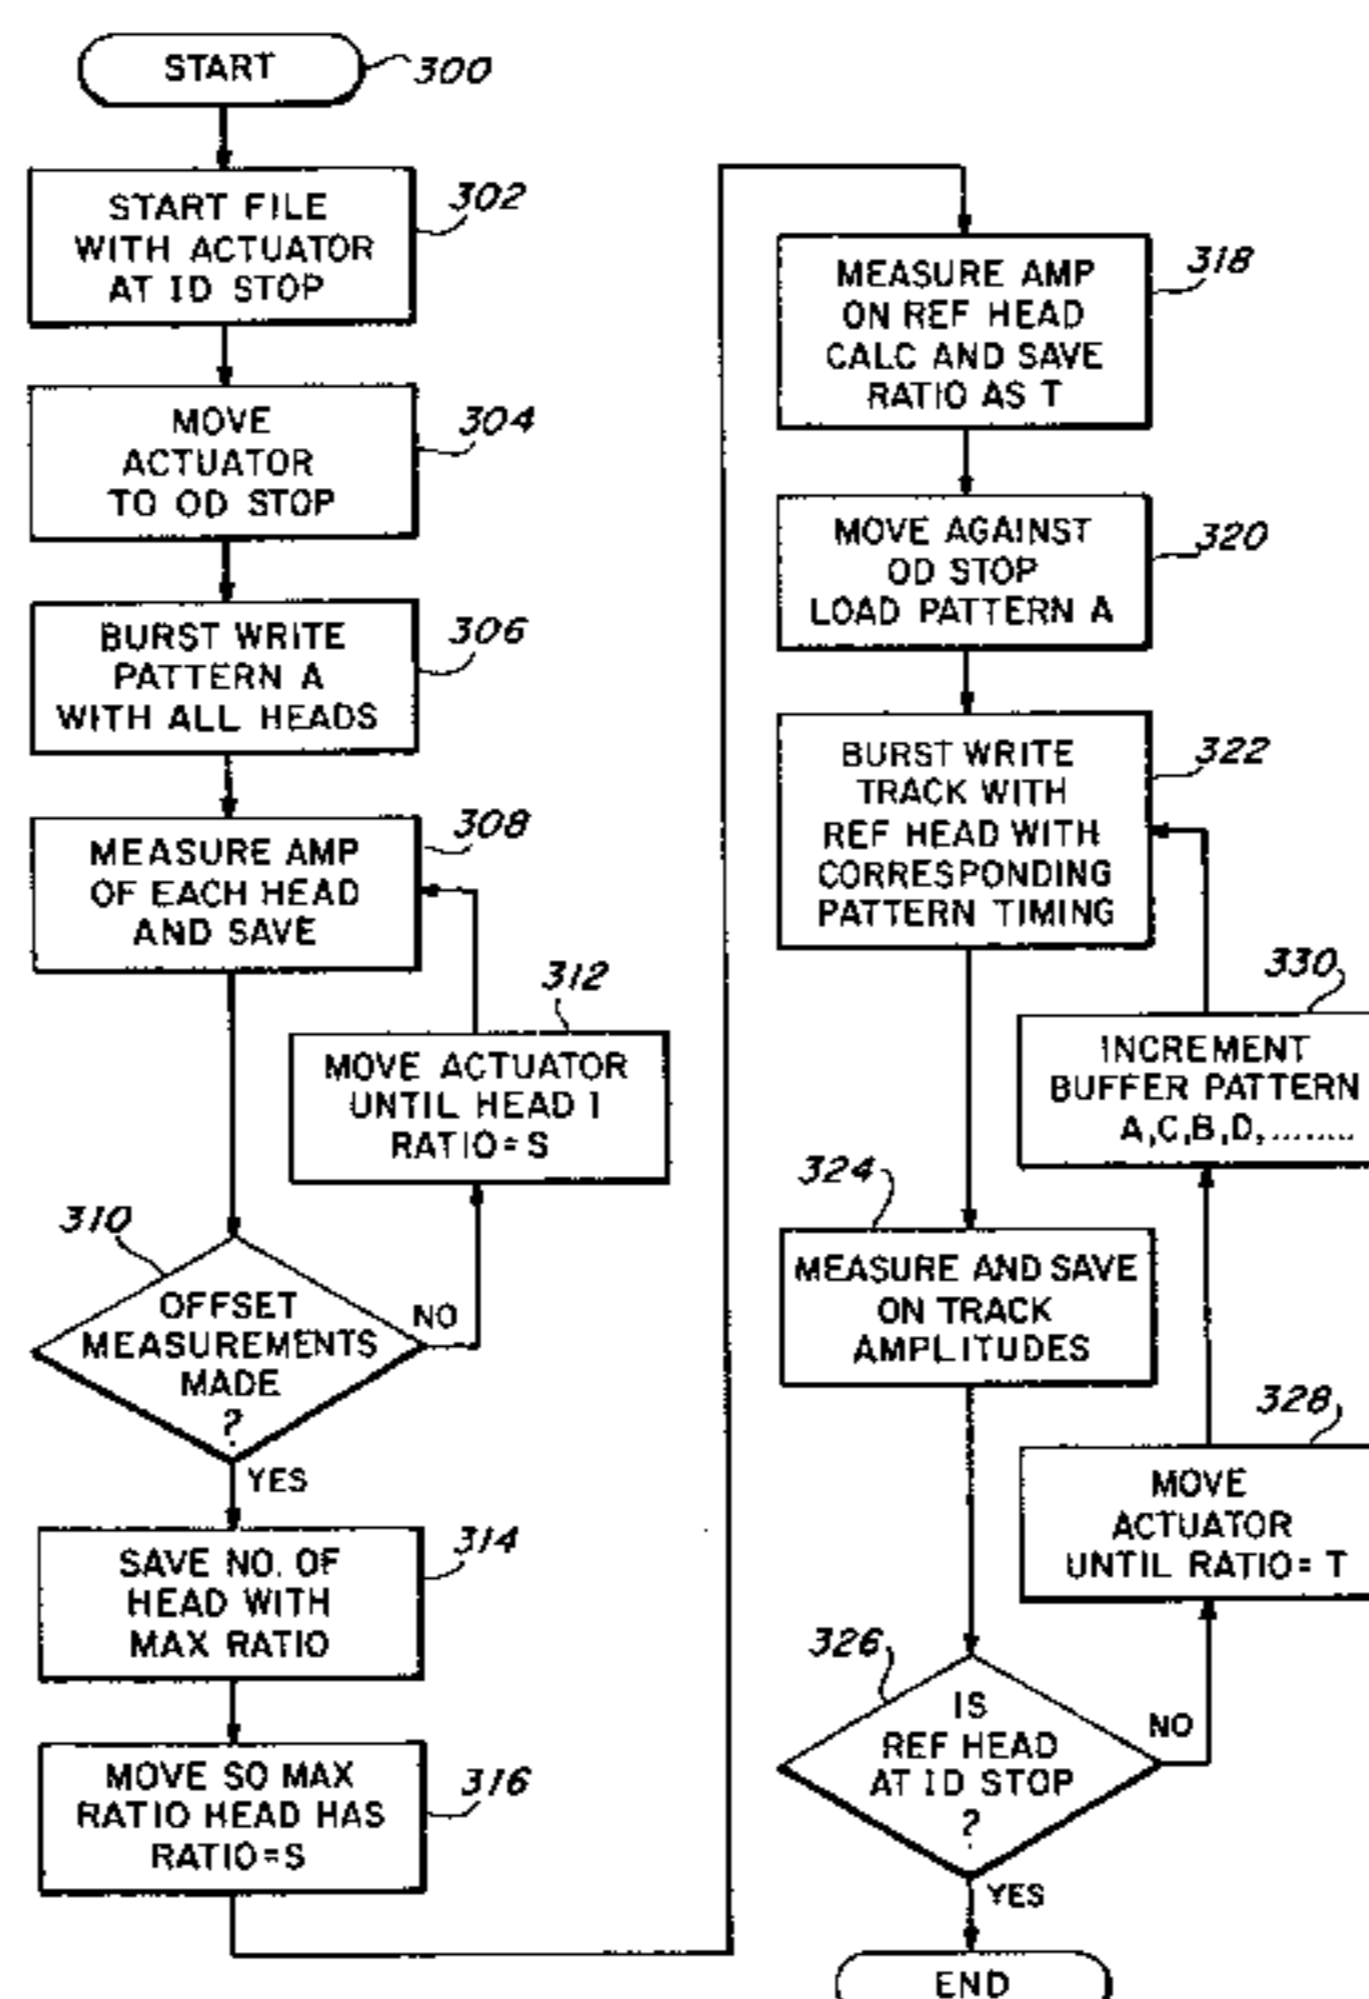 START
300
START FILE
WITH ACTUATOR
AT ID STOP
302
MOVE
ACTUATOR
TO OD STOP
304
BURST WRITE
PATTERN A
WITH ALL HEADS
306
MEASURE AMP
OF EACH HEAD
AND SAVE
308
312
MOVE ACTUATOR
UNTIL HEAD 1
RATIO=S
310
OFFSET
MEASUREMENTS
MADE
?
NO
YES
SAVE NO. OF
HEAD WITH
MAX RATIO
314
MOVE SO MAX
RATIO HEAD HAS
RATIO=S
316
MEASURE AMP
ON REF HEAD
CALC AND SAVE
RATIO AS T
318
MOVE AGAINST
OD STOP
LOAD PATTERN A
320
BURST WRITE
TRACK WITH
REF HEAD WITH
CORRESPONDING
PATTERN TIMING
322
330
INCREMENT
BUFFER PATTERN
A,C,B,D,.........
324
MEASURE AND SAVE
ON TRACK
AMPLITUDES
328
MOVE
ACTUATOR
UNTIL RATIO= T
326
IS
REF HEAD
AT ID STOP
?
NO
YES
END